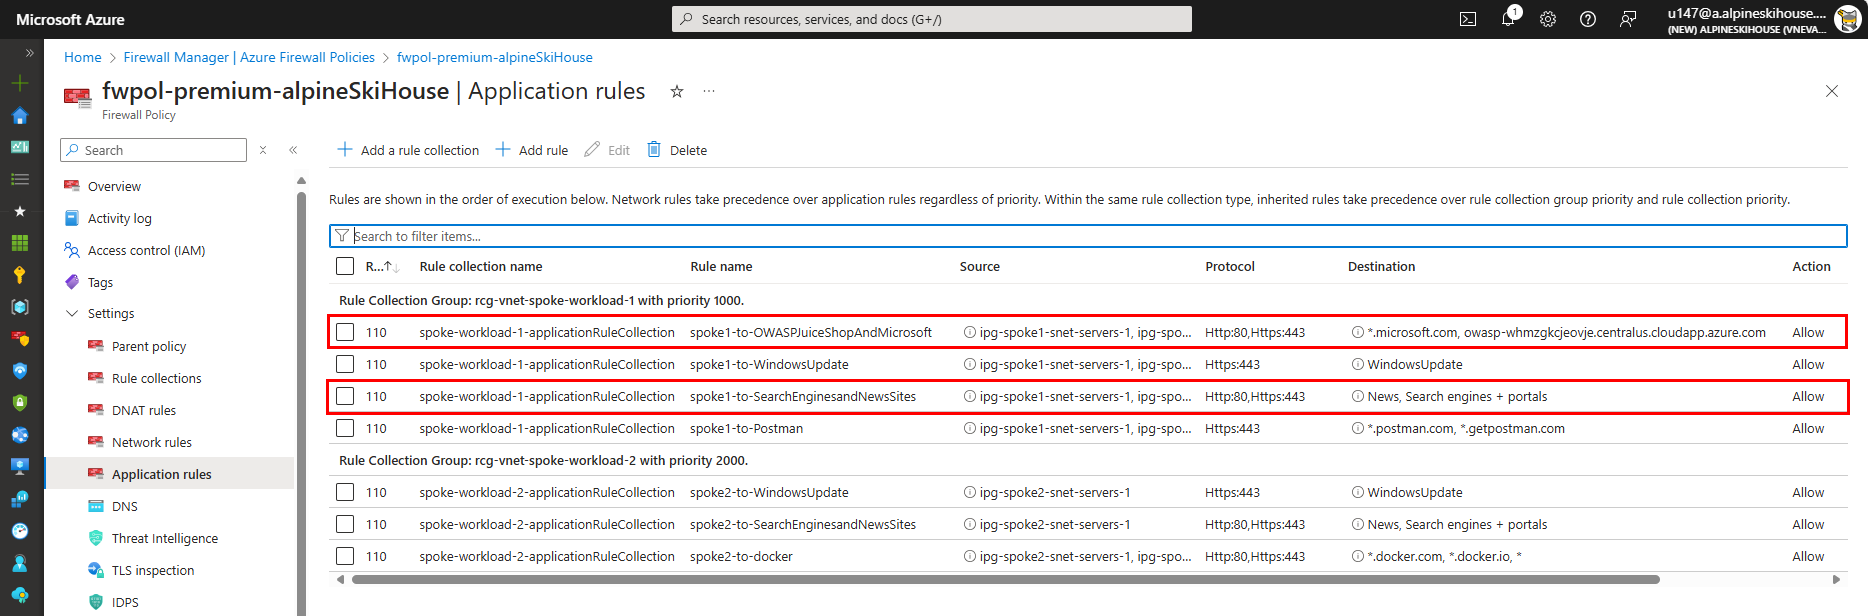 Microsoft Azure
Search resources, services, and docs (G+/)
1
u147@a.alpineskihouse....
(NEW) ALPINESKIHOUSE (VNEVA...
Home > Firewall Manager | Azure Firewall Policies > fwpol-premium-alpineSkiHouse
fwpol-premium-alpineSkiHouse | Application rules
Firewall Policy
Search
Overview
Activity log
Access control (IAM)
Tags
Settings
Parent policy
Rule collections
DNAT rules
Network rules
Application rules
DNS
Threat Intelligence
TLS inspection
IDPS
Add a rule collection Add rule Edit Delete
Rules are shown in the order of execution below. Network rules take precedence over application rules regardless of priority. Within the same rule collection type, inherited rules take precedence over rule collection group priority and rule collection priority.
Search to filter items...
R... Rule collection name Rule name Source Protocol Destination Action
Rule Collection Group: rcg-vnet-spoke-workload-1 with priority 1000.
110 spoke-workload-1-applicationRuleCollection spoke1-to-OWASPJuiceShopAndMicrosoft ipg-spoke1-snet-servers-1, ipg-spo... Http:80,Https:443 *.microsoft.com, owasp-whmzgkcjeovje.centralus.cloudapp.azure.com Allow
110 spoke-workload-1-applicationRuleCollection spoke1-to-WindowsUpdate ipg-spoke1-snet-servers-1, ipg-spo... Https:443 WindowsUpdate Allow
110 spoke-workload-1-applicationRuleCollection spoke1-to-SearchEnginesandNewsSites ipg-spoke1-snet-servers-1, ipg-spo... Http:80,Https:443 News, Search engines + portals Allow
110 spoke-workload-1-applicationRuleCollection spoke1-to-Postman ipg-spoke1-snet-servers-1, ipg-spo... Https:443 *.postman.com, *.getpostman.com Allow
Rule Collection Group: rcg-vnet-spoke-workload-2 with priority 2000.
110 spoke-workload-2-applicationRuleCollection spoke2-to-WindowsUpdate ipg-spoke2-snet-servers-1 Https:443 WindowsUpdate Allow
110 spoke-workload-2-applicationRuleCollection spoke2-to-SearchEnginesandNewsSites ipg-spoke2-snet-servers-1 Http:80,Https:443 News, Search engines + portals Allow
110 spoke-workload-2-applicationRuleCollection spoke2-to-docker ipg-spoke2-snet-servers-1, ipg-spo... Http:80,Https:443 *.docker.com, *.docker.io, * Allow